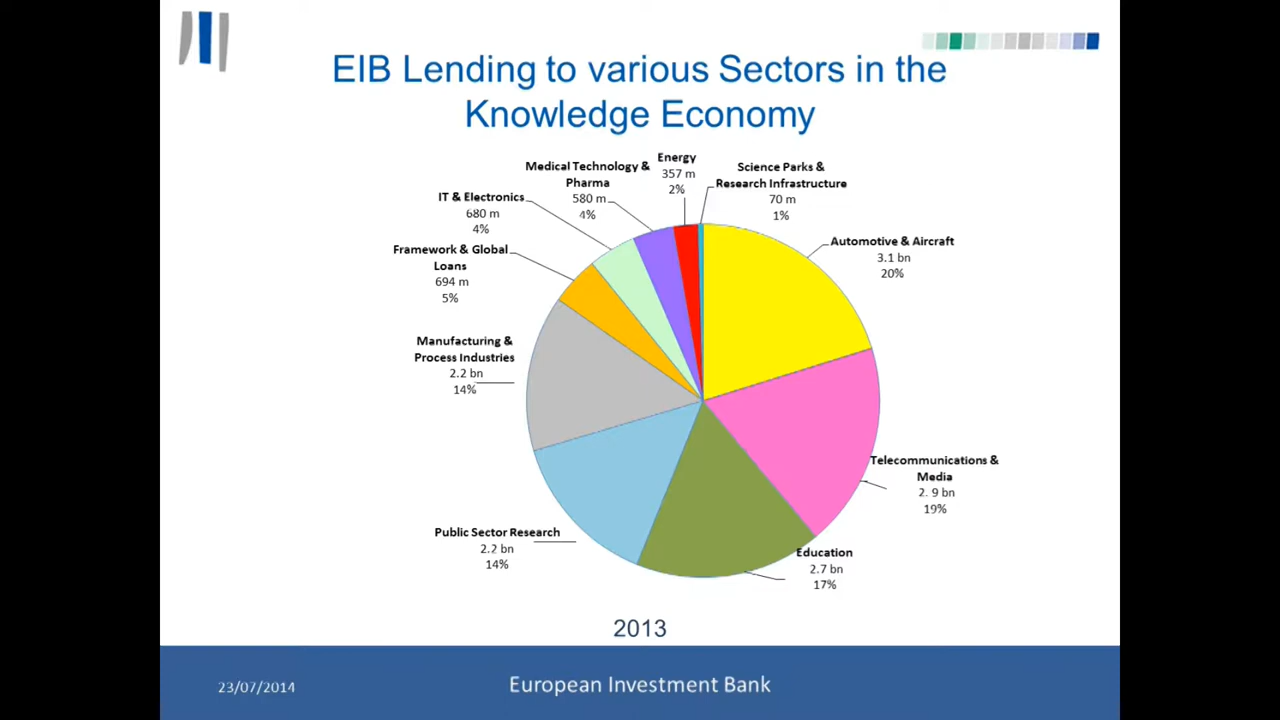 EIB Lending to various Sectors in the
Knowledge Economy
Energy
357 m
2%
Science Parks &
Research Infrastructure
70 m
1%
Medical Technology &
Pharma
580 m
4%
IT & Electronics
680 m
4%
Framework & Global
Loans
694 m
5%
Automotive & Aircraft
3.1 bn
20%
Manufacturing &
Process Industries
2.2 bn
14%
Telecommunications &
Media
2. 9 bn
19%
Public Sector Research
2.2 bn
14%
Education
2.7 bn
17%
2013
23/07/2014
European Investment Bank